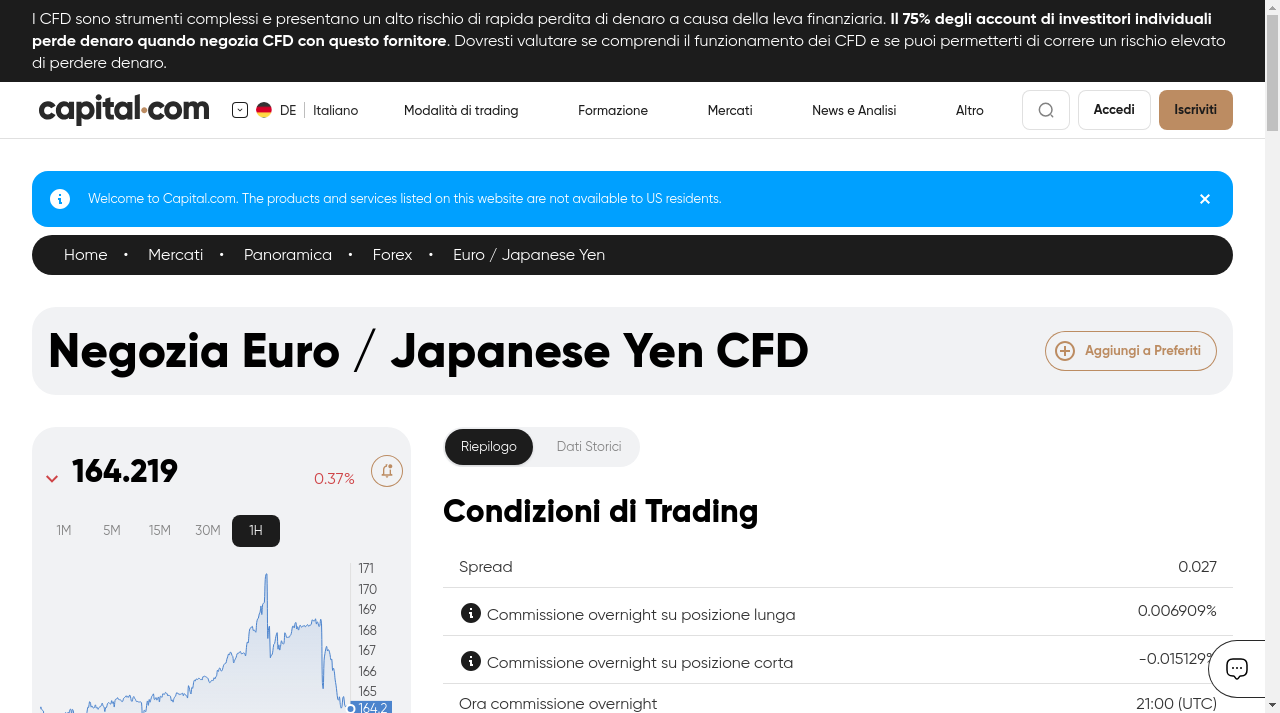 I CFD sono strumenti complessi e presentano un alto rischio di rapida perdita di denaro a causa della leva finanziaria. Il 75% degli account di investitori individuali
perde denaro quando negozia CFD con questo fornitore. Dovresti valutare se comprendi il funzionamento dei CFD e se puoi permetterti di correre un rischio elevato
di perdere denaro.
capital.com DE Italiano Modalità di trading Formazione Mercati News e Analisi Altro Accedi Iscriviti
Welcome to Capital.com. The products and services listed on this website are not available to US residents.
Home • Mercati • Panoramica • Forex • Euro / Japanese Yen
Negozia Euro / Japanese Yen CFD
Aggiungi a Preferiti
164.219 0.37%
1M 5M 15M 30M 1H
171
170
169
168
167
166
165
164.2
Riepilogo Dati Storici
Condizioni di Trading
Spread 0.027
Commissione overnight su posizione lunga 0.006909%
Commissione overnight su posizione corta -0.015129%
Ora commissione overnight 21:00 (UTC)